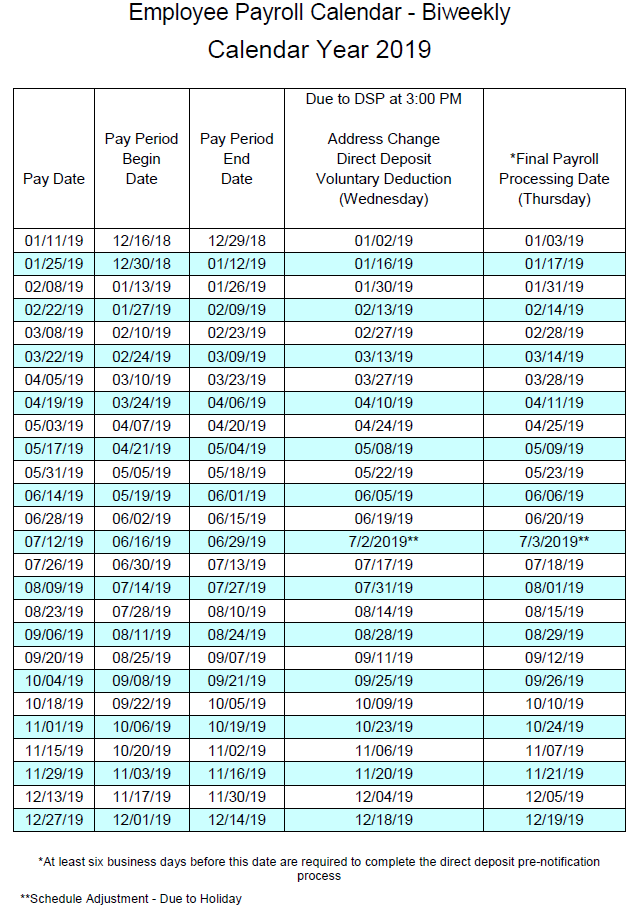 Employee Payroll Calendar - Biweekly
Calendar Year 2019
Pay Date
Pay Period
Begin
Date
Pay Period
End
Date
Due to DSP at 3:00 PM
Address Change
Direct Deposit
Voluntary Deduction
(Wednesday)
*Final Payroll
Processing Date
(Thursday)
01/11/19 12/16/18 12/29/18 01/02/19 01/03/19
01/25/19 12/30/18 01/12/19 01/16/19 01/17/19
02/08/19 01/13/19 01/26/19 01/30/19 01/31/19
02/22/19 01/27/19 02/09/19 02/13/19 02/14/19
03/08/19 02/10/19 02/23/19 02/27/19 02/28/19
03/22/19 02/24/19 03/09/19 03/13/19 03/14/19
04/05/19 03/10/19 03/23/19 03/27/19 03/28/19
04/19/19 03/24/19 04/06/19 04/10/19 04/11/19
05/03/19 04/07/19 04/20/19 04/24/19 04/25/19
05/17/19 04/21/19 05/04/19 05/08/19 05/09/19
05/31/19 05/05/19 05/18/19 05/22/19 05/23/19
06/14/19 05/19/19 06/01/19 06/05/19 06/06/19
06/28/19 06/02/19 06/15/19 06/19/19 06/20/19
07/12/19 06/16/19 06/29/19 7/2/2019** 7/3/2019**
07/26/19 06/30/19 07/13/19 07/17/19 07/18/19
08/09/19 07/14/19 07/27/19 07/31/19 08/01/19
08/23/19 07/28/19 08/10/19 08/14/19 08/15/19
09/06/19 08/11/19 08/24/19 08/28/19 08/29/19
09/20/19 08/25/19 09/07/19 09/11/19 09/12/19
10/04/19 09/08/19 09/21/19 09/25/19 09/26/19
10/18/19 09/22/19 10/05/19 10/09/19 10/10/19
11/01/19 10/06/19 10/19/19 10/23/19 10/24/19
11/15/19 10/20/19 11/02/19 11/06/19 11/07/19
11/29/19 11/03/19 11/16/19 11/20/19 11/21/19
12/13/19 11/17/19 11/30/19 12/04/19 12/05/19
12/27/19 12/01/19 12/14/19 12/18/19 12/19/19
*At least six business days before this date are required to complete the direct deposit pre-notification
process
**Schedule Adjustment - Due to Holiday